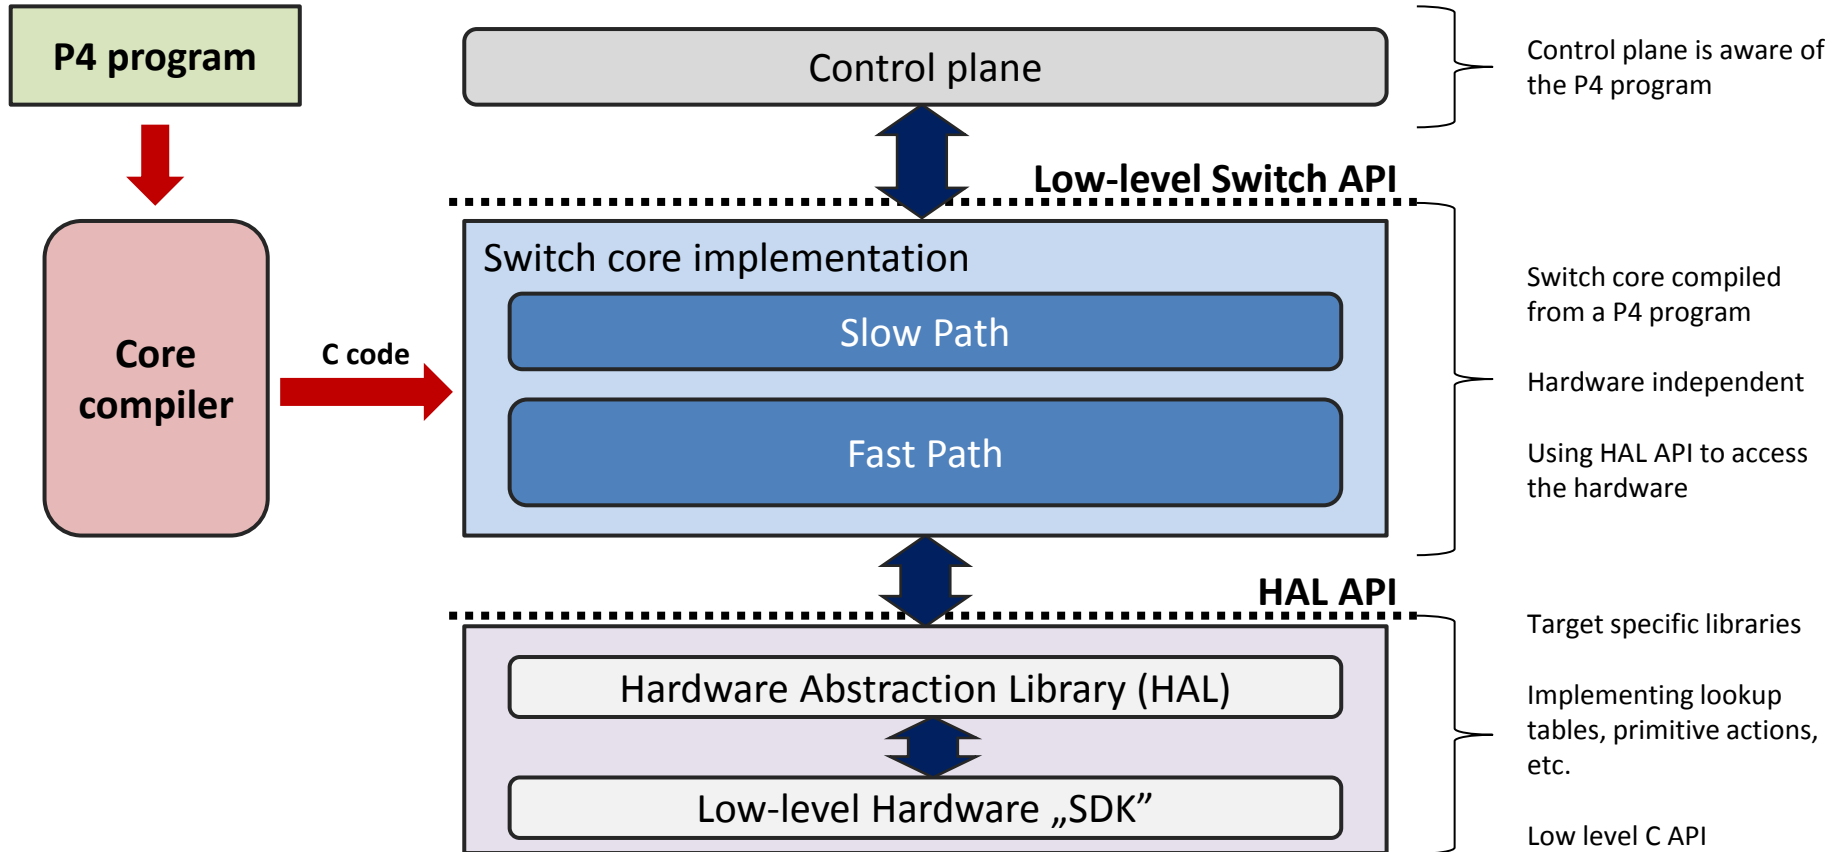 P4 program
Core
compiler
C code
Control plane
Low-level Switch API
Switch core implementation
Slow Path
Fast Path
HAL API
Hardware Abstraction Library (HAL)
Low-level Hardware „SDK”
Control plane is aware of
the P4 program
Switch core compiled
from a P4 program
Hardware independent
Using HAL API to access
the hardware
Target specific libraries
Implementing lookup
tables, primitive actions,
etc.
Low level C API